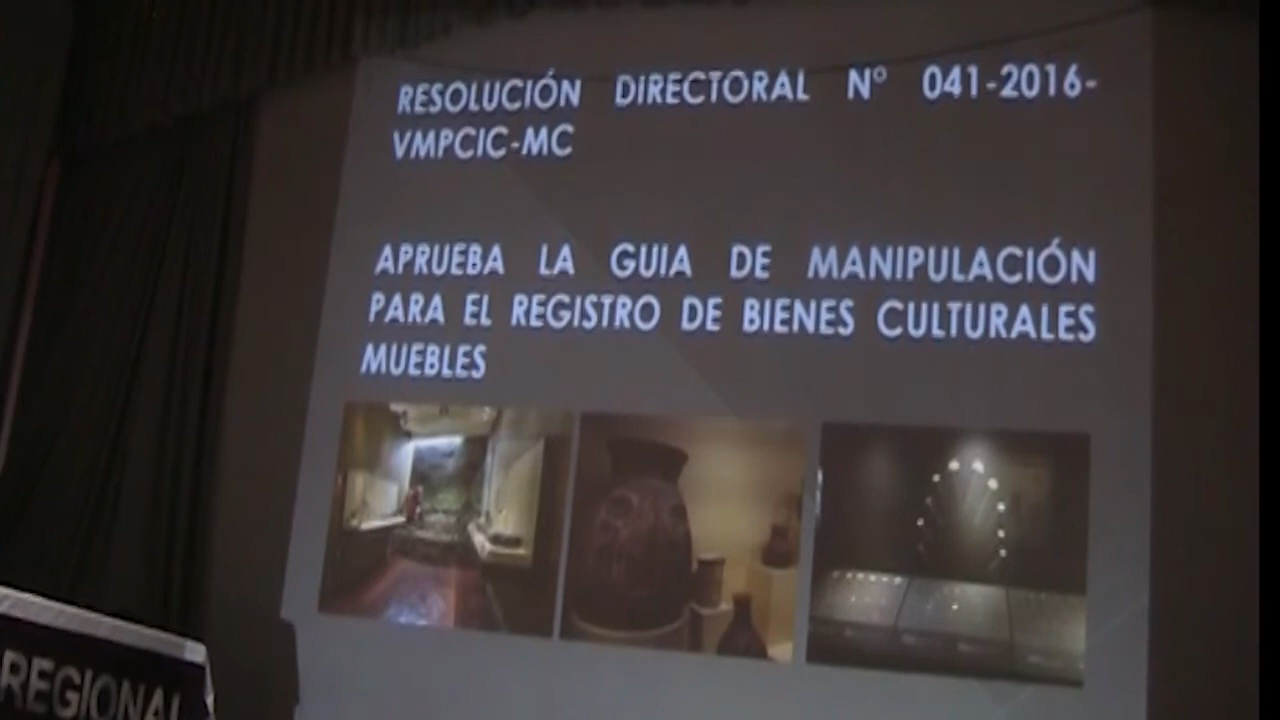 RESOLUCIÓN DIRECTORAL Nº 041-2016-
VMPCIC-MC
APRUEBA LA GUIA DE MANIPULACIÓN
PARA EL REGISTRO DE BIENES CULTURALES
MUEBLES
REGIONAL